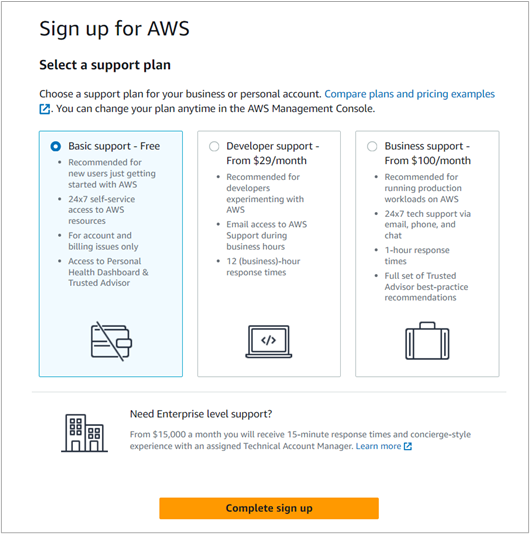 Sign up for AWS
Select a support plan
Choose a support plan for your business or personal account. Compare plans and pricing examples
. You can change your plan anytime in the AWS Management Console.
Basic support - Free
Recommended for
new users just getting
started with AWS
24x7 self-service
access to AWS
resources
For account and
billing issues only
Access to Personal
Health Dashboard &
Trusted Advisor
Developer support -
From $29/month
Recommended for
developers
experimenting with
AWS
Email access to AWS
Support during
business hours
12 (business)-hour
response times
</>
Business support -
From $100/month
Recommended for
running production
workloads on AWS
24x7 tech support via
email, phone, and
chat
1-hour response
times
Full set of Trusted
Advisor best-practice
recommendations
Need Enterprise level support?
From $15,000 a month you will receive 15-minute response times and concierge-style
experience with an assigned Technical Account Manager. Learn more
Complete sign up